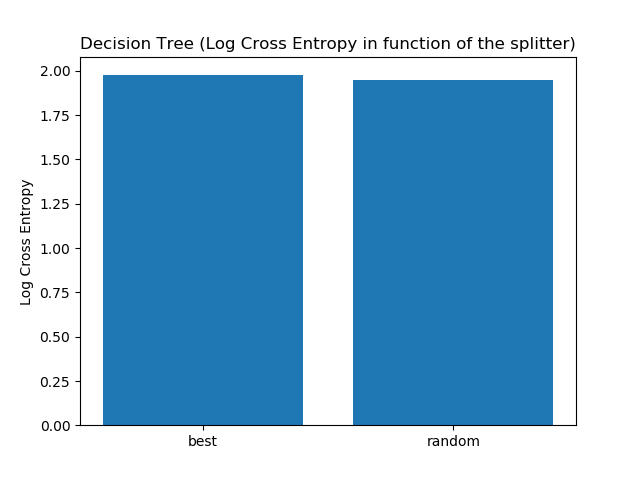 Decision Tree (Log Cross Entropy in function of the splitter)
2.00
1.75
1.50
1.25
1.00
0.75
0.50
0.25
0.00
Log Cross Entropy
best
random